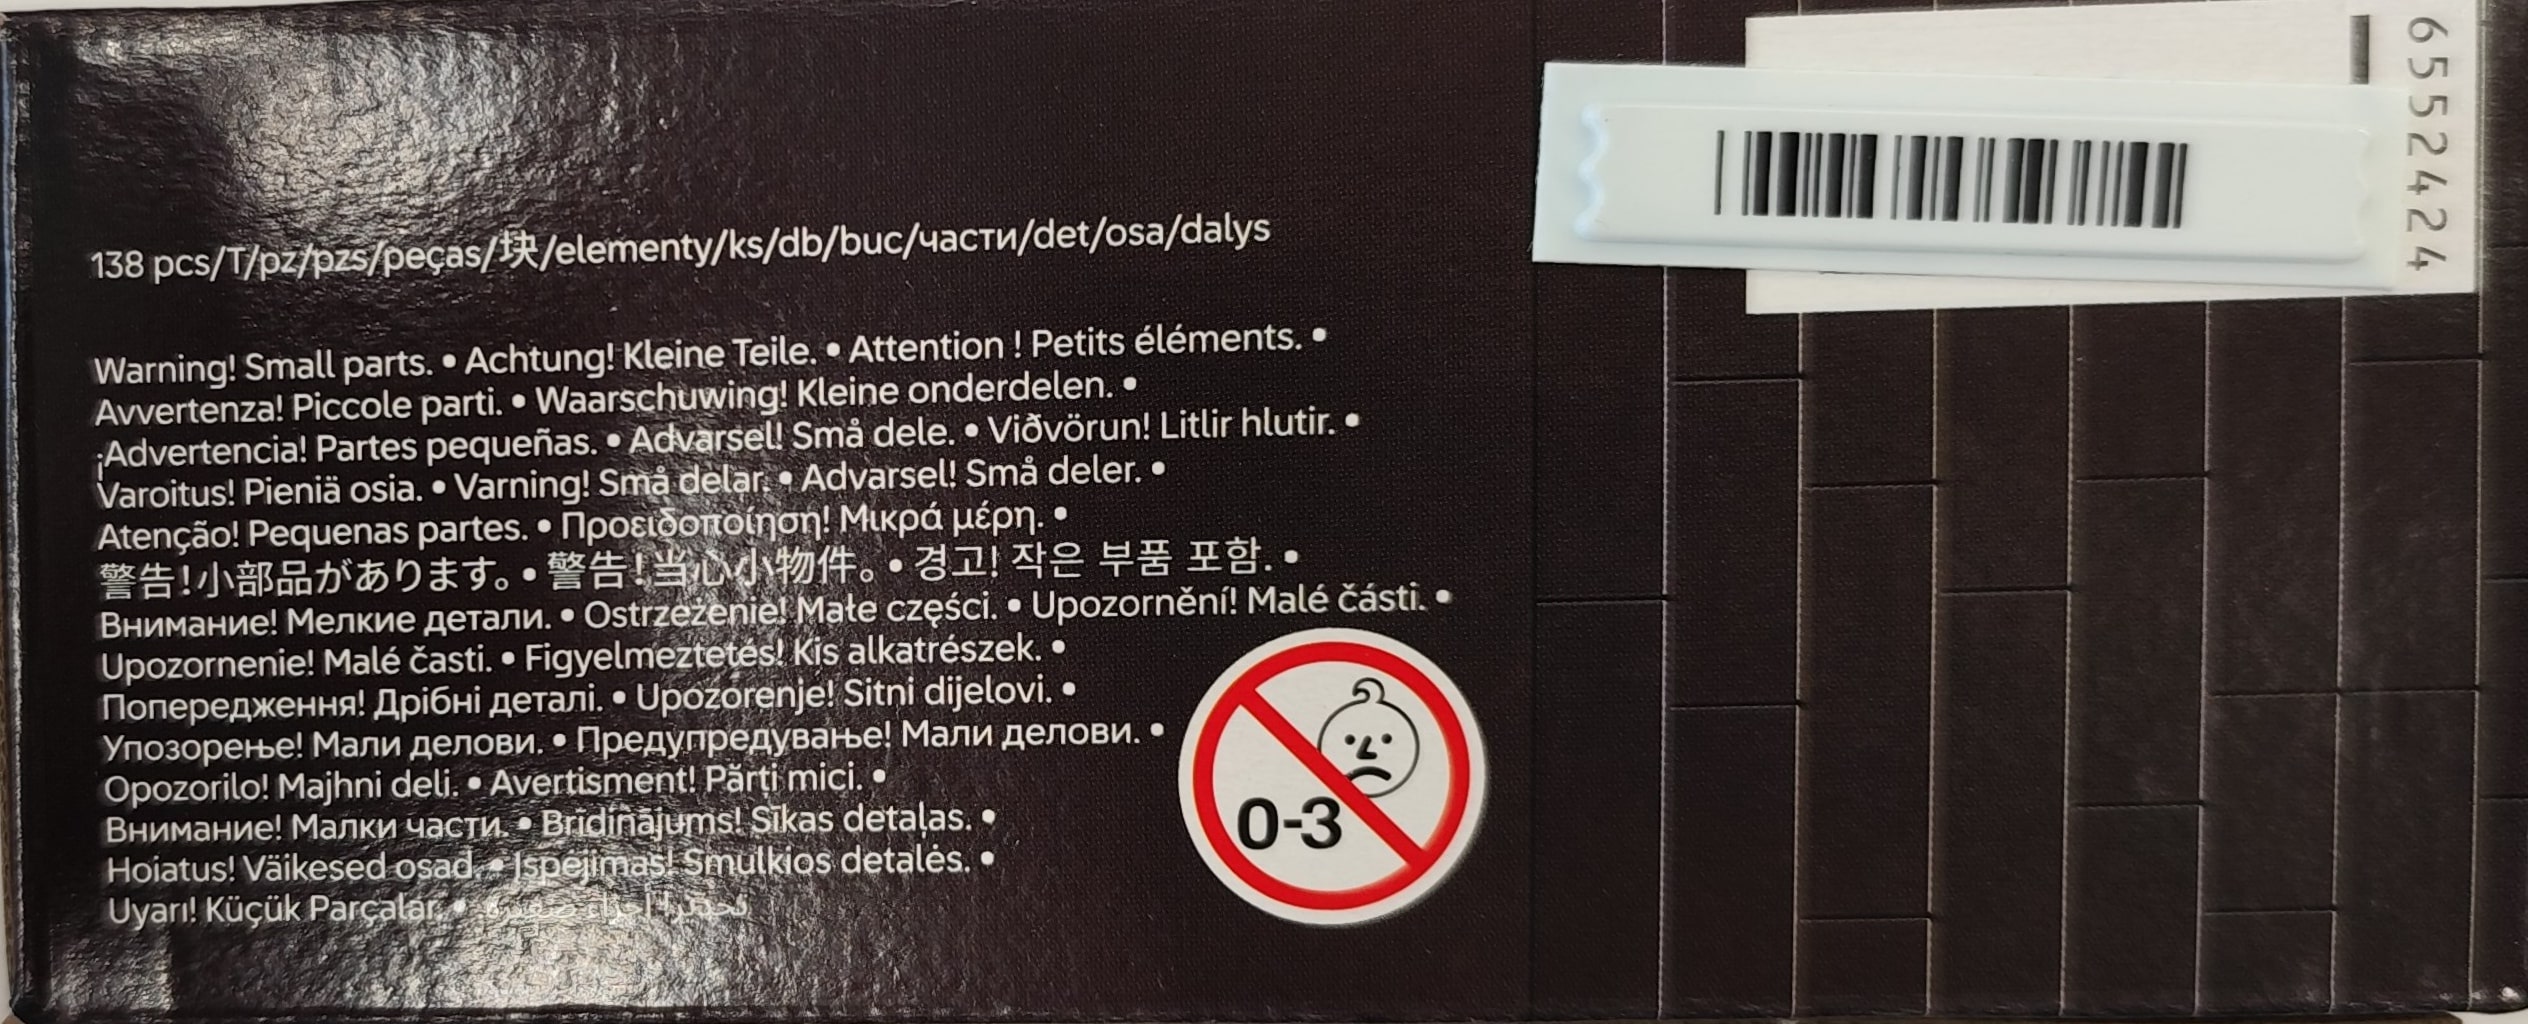 138 pcs/T/pz/pzs/peças/块/elementy/ks/db/buc/части/det/osa/dalys
Warning! Small parts. • Achtung! Kleine Teile. • Attention ! Petits éléments. •
Avvertenza! Piccole parti. • Waarschuwing! Kleine onderdelen. •
¡Advertencia! Partes pequeñas. • Advarsel! Små dele. • Viðvörun! Litlir hlutir. •
Varoitus! Pieniä osia. • Varning! Små delar. • Advarsel! Små deler. •
Atenção! Pequenas partes. • Προειδοποίηση! Μικρά μέρη. •
警告!小部品があります。• 警告!当心小物件。• 경고! 작은 부품 포함. •
Внимание! Мелкие детали. • Ostrzeżenie! Małe części. • Upozornění! Malé části. •
Upozornenie! Malé časti. • Figyelmeztetés! Kis alkatrészek. •
Попередження! Дрібні деталі. • Upozorenje! Sitni dijelovi. •
Упозорење! Мали делови. • Предупредување! Мали делови. •
Opozorilo! Majhni deli. • Avertisment! Părți mici. •
Внимание! Малки части. • Brīdinājums! Sīkas detaļas. •
Hoiatus! Väikesed osad. • Įspėjimas! Smulkios detalės. •
Uyarı! Küçük Parçalar. • تحذير! أجزاء صغيرة
0-3
6552424